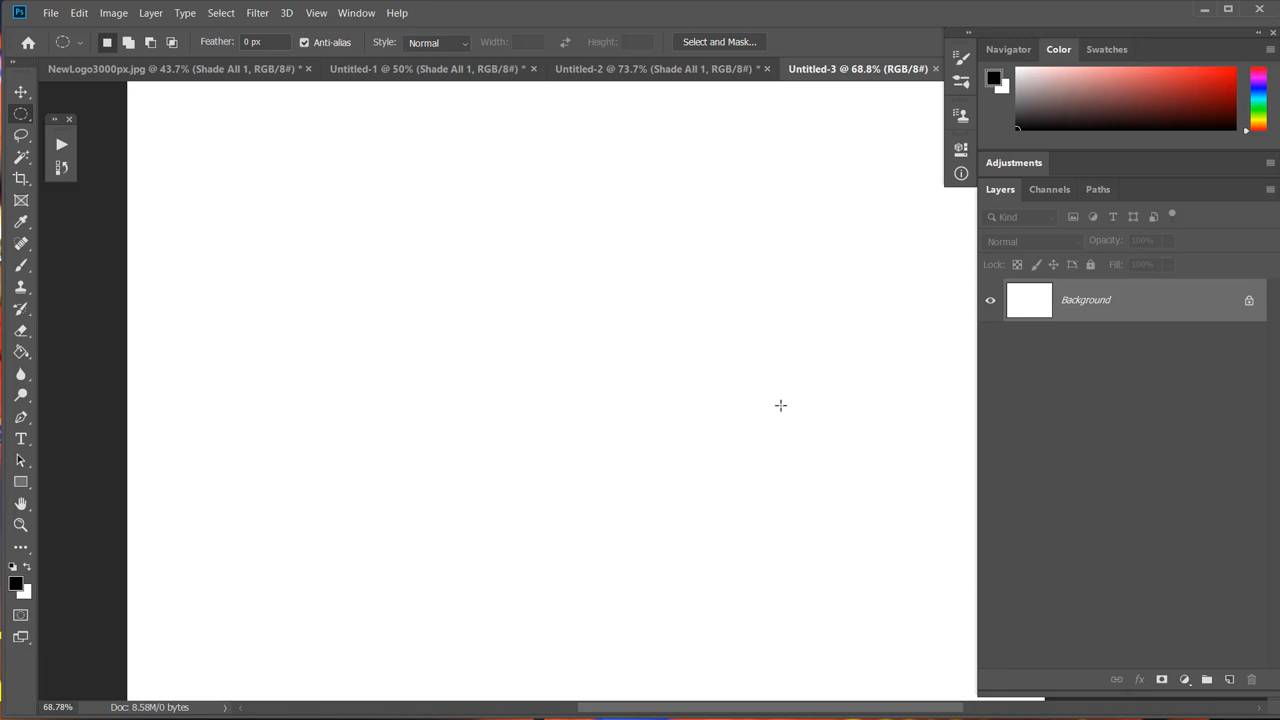 Ps File Edit Image Layer Type Select Filter 3D View Window Help
Feather: 0 px Anti-alias Style: Normal Width: Height: Select and Mask...
NewLogo3000px.jpg @ 43.7% (Shade All 1, RGB/8#) * × Untitled-1 @ 50% (Shade All 1, RGB/8#) * × Untitled-2 @ 73.7% (Shade All 1, RGB/8#) * × Untitled-3 @ 68.8% (RGB/8#) ×
Navigator Color Swatches
Adjustments
Layers Channels Paths
Kind
Normal Opacity: 100%
Lock: Fill: 100%
Background
68.78% Doc: 8.58M/0 bytes